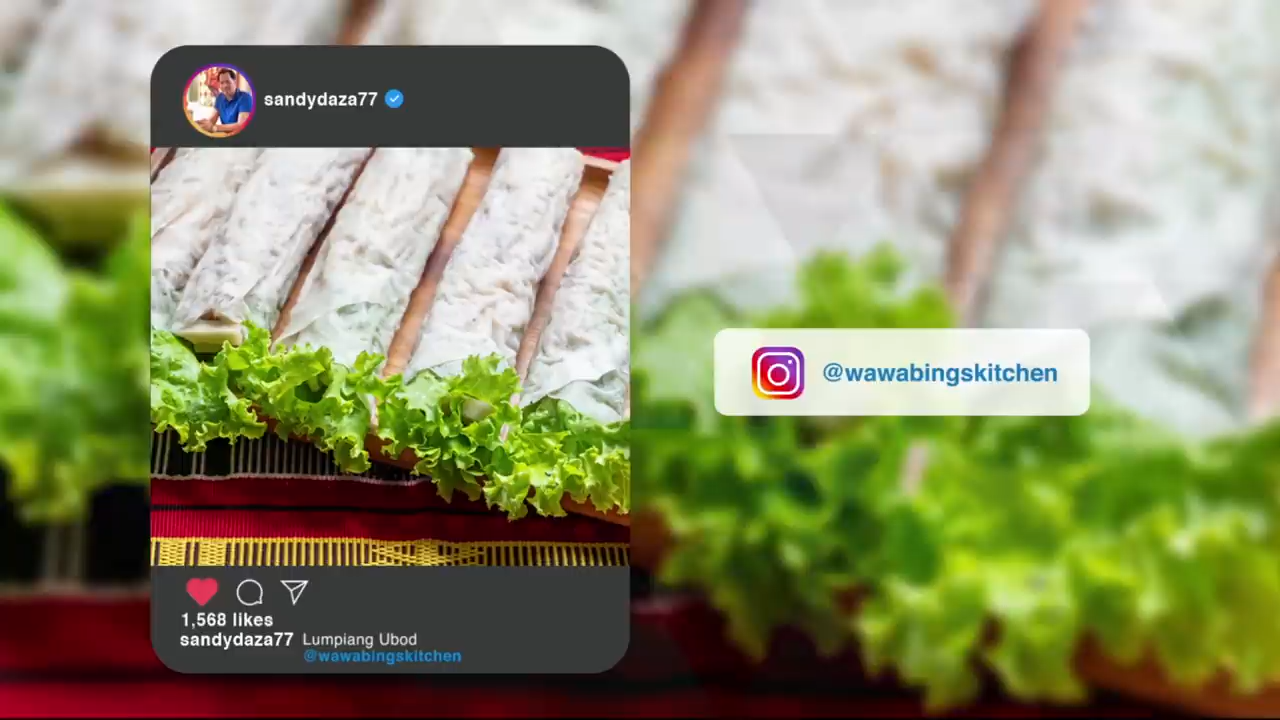 sandydaza77
@wawabingskitchen
1,568 likes
sandydaza77 Lumpiang Ubod
@wawabingskitchen